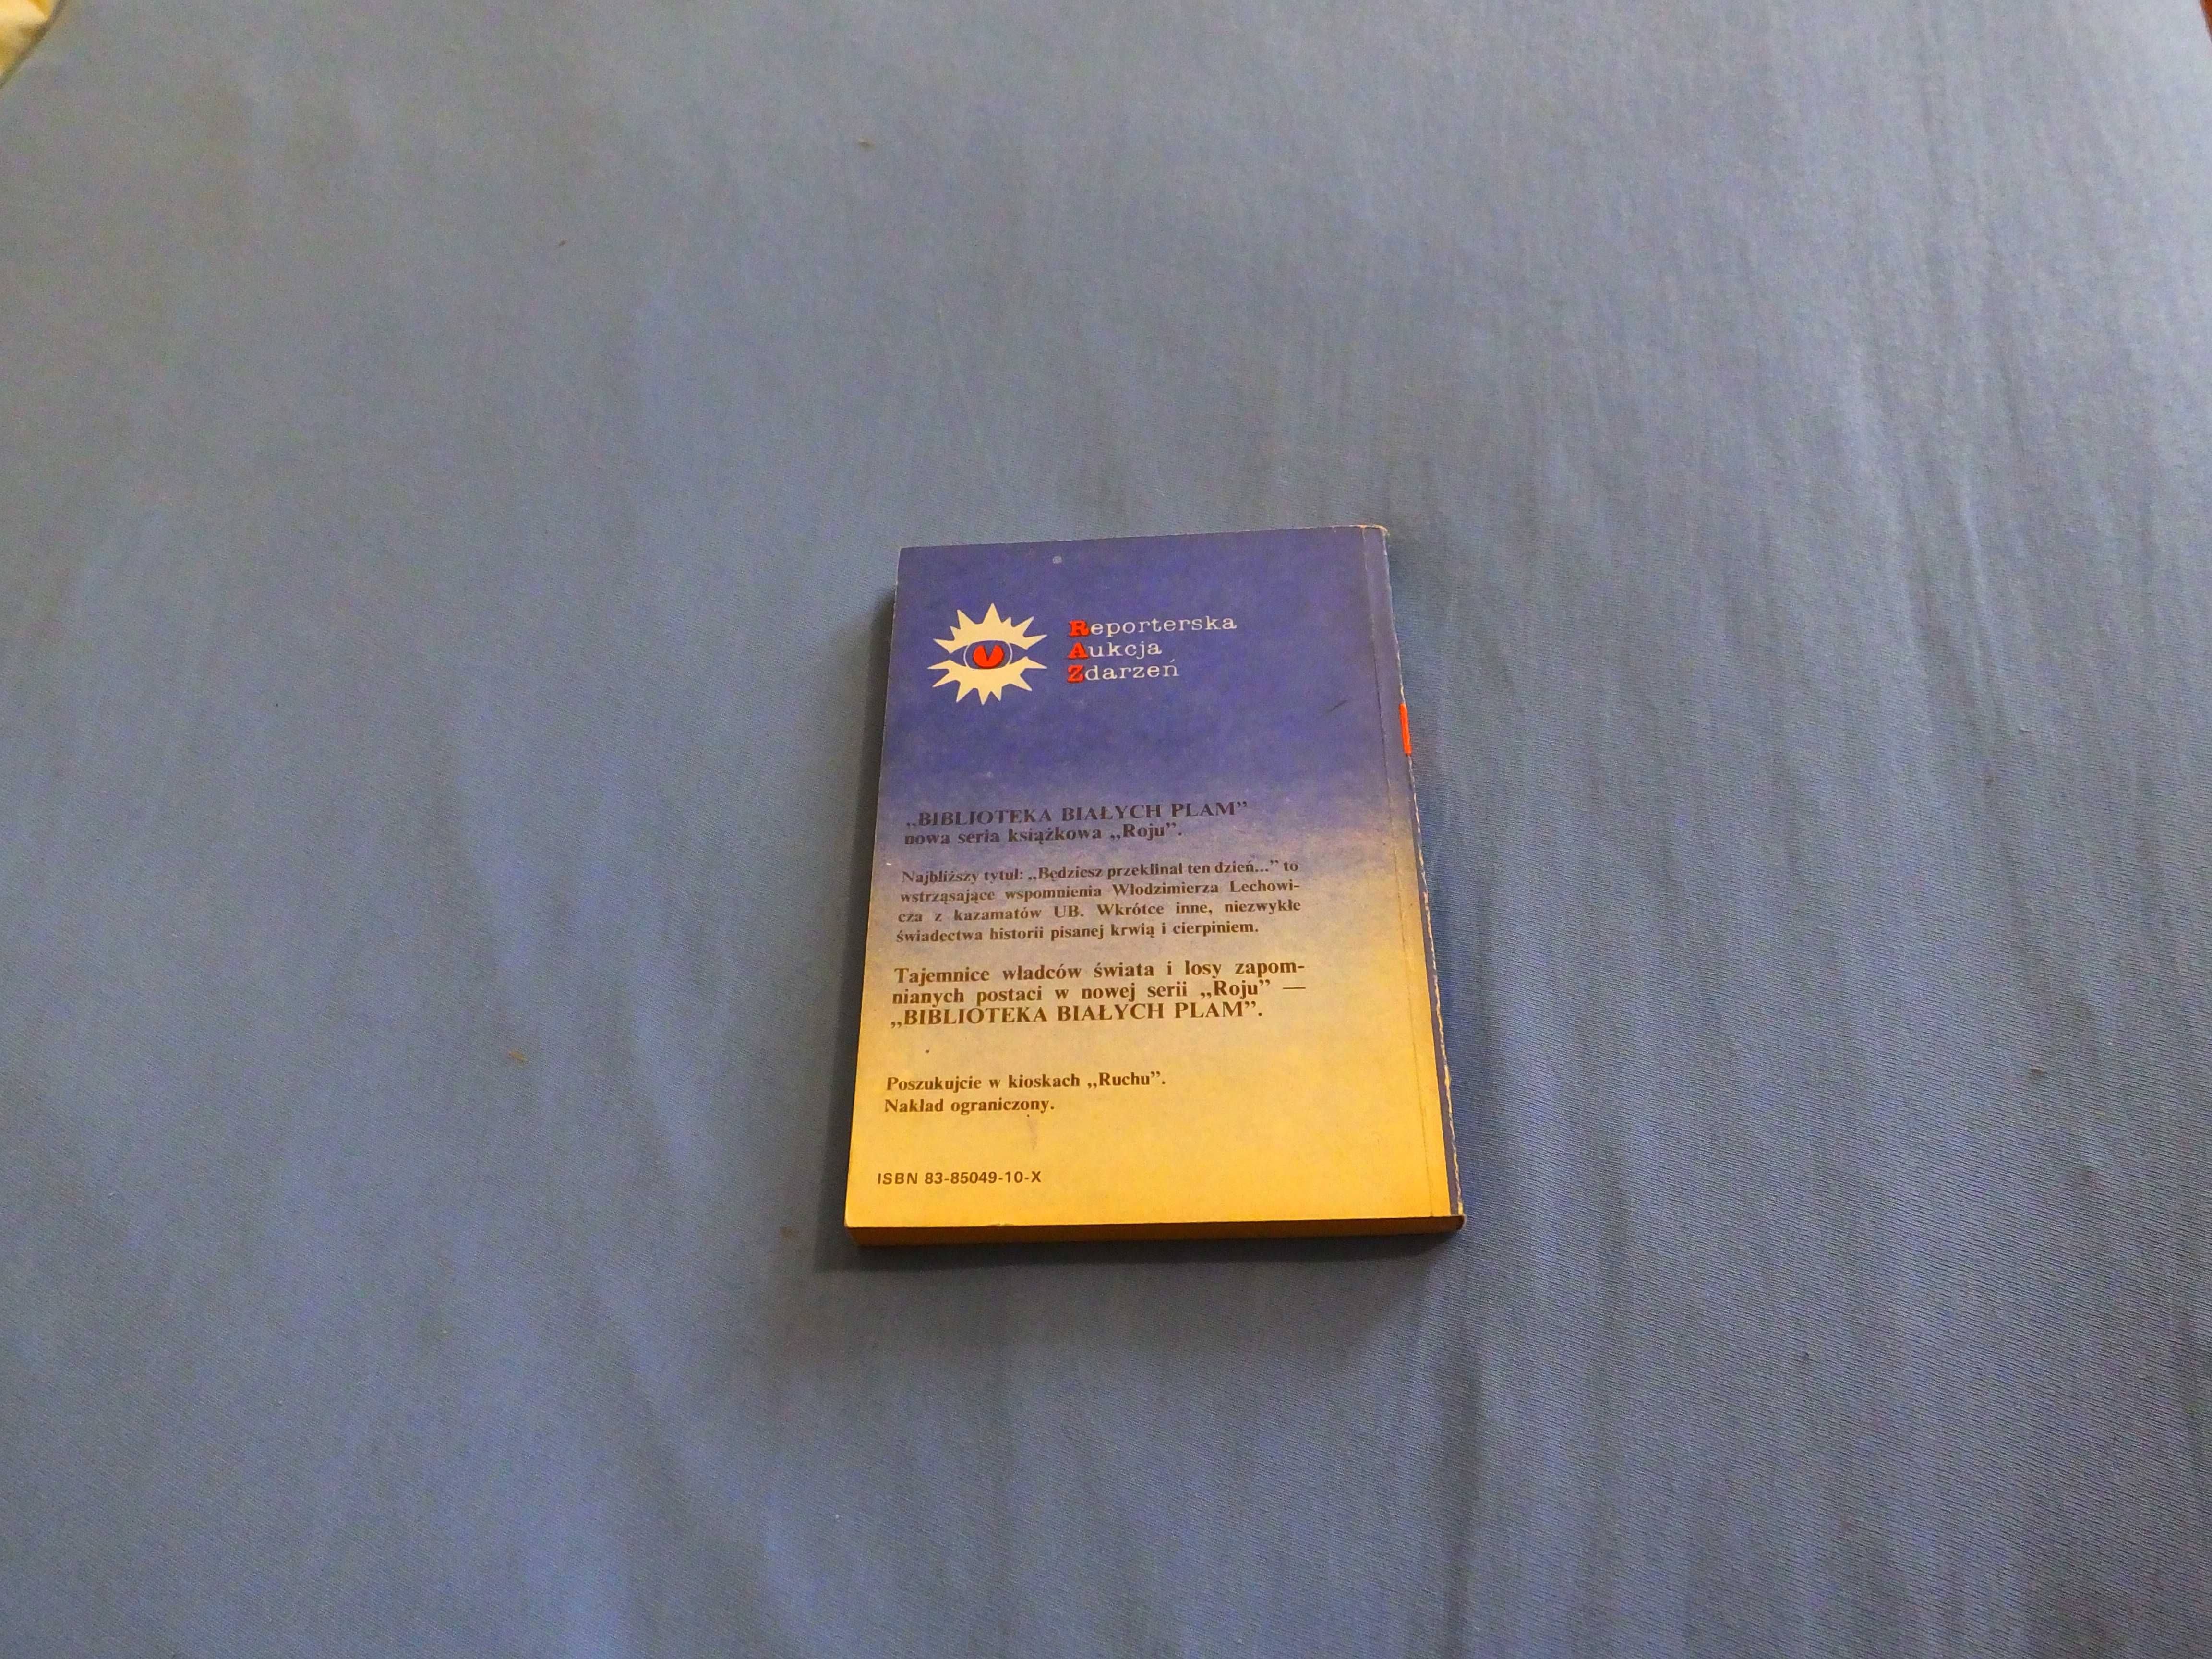 Reporterska
Aukcja
Zdarzeń
„BIBLIOTEKA BIAŁYCH PLAM”
nowa seria książkowa „Roju”.
Najbliższy tytuł: „Będziesz przeklinał ten dzień...” to
wstrząsające wspomnienia Włodzimierza Lechowi-
cza z kazamatów UB. Wkrótce inne, niezwykłe
świadectwa historii pisanej krwią i cierpiniem.
Tajemnice władców świata i losy zapom-
nianych postaci w nowej serii „Roju” —
„BIBLIOTEKA BIAŁYCH PLAM”.
Poszukujcie w kioskach „Ruchu”.
Nakład ograniczony.
ISBN 83-85049-10-X